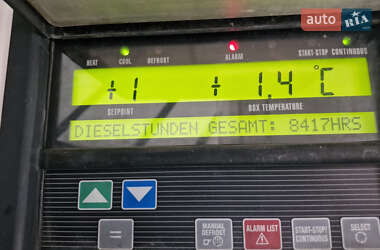 auto RIA
HEAT COOL DEFROST ALARM START-STOP CONTINUOUS
+1 +1.4°C
SETPOINT BOX TEMPERATURE
DIESELSTUNDEN GESAMT: 8417HRS
= MANUAL DEFROST ALARM LIST START-STOP/ CONTINUOUS SELECT